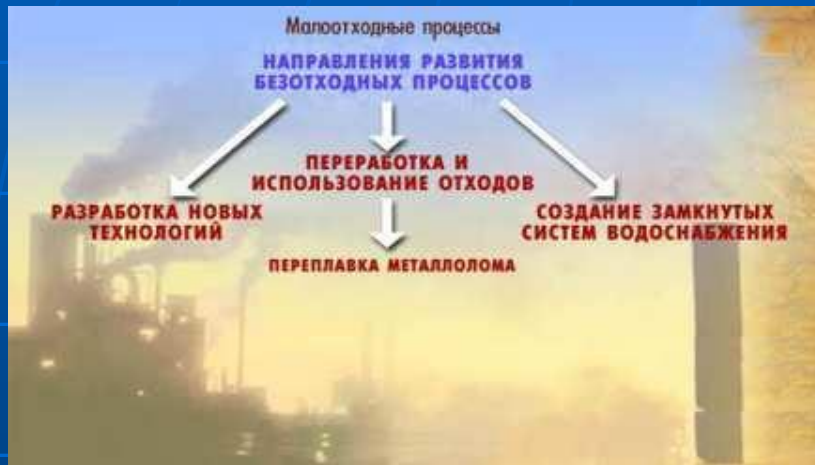 Малоотходные процессы
НАПРАВЛЕНИЯ РАЗВИТИЯ
БЕЗОТХОДНЫХ ПРОЦЕССОВ
ПЕРЕРАБОТКА И
ИСПОЛЬЗОВАНИЕ ОТХОДОВ
РАЗРАБОТКА НОВЫХ
ТЕХНОЛОГИЙ
СОЗДАНИЕ ЗАМКНУТЫХ
СИСТЕМ ВОДОСНАБЖЕНИЯ
ПЕРЕПЛАВКА МЕТАЛЛОЛОМА